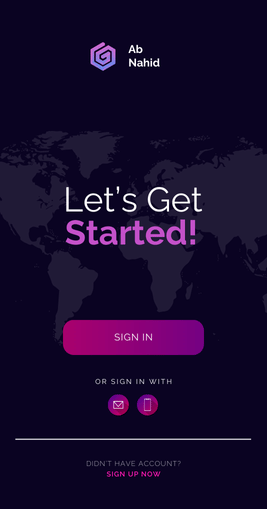 Ab
Nahid
Let's Get
Started!
SIGN IN
OR SIGN IN WITH
DIDN'T HAVE ACCOUNT?
SIGN UP NOW